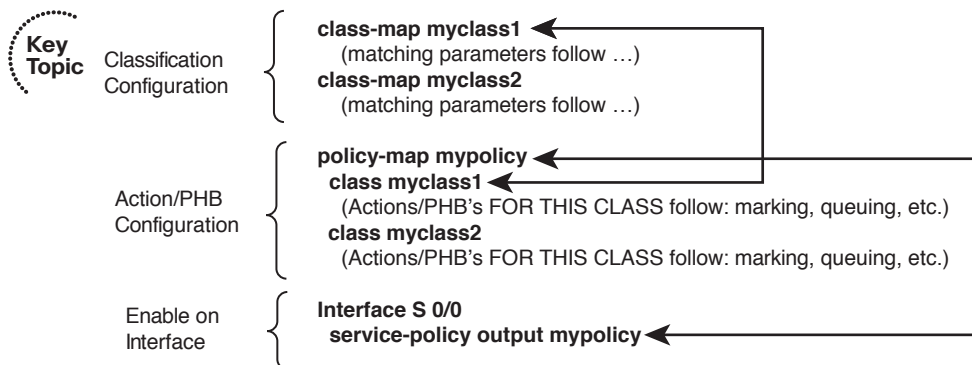 Key
Topic
Classification
Configuration
class-map myclass1
(matching parameters follow …)
class-map myclass2
(matching parameters follow …)
Action/PHB
Configuration
policy-map mypolicy
class myclass1
(Actions/PHB's FOR THIS CLASS follow: marking, queuing, etc.)
class myclass2
(Actions/PHB's FOR THIS CLASS follow: marking, queuing, etc.)
Enable on
Interface
Interface S 0/0
service-policy output mypolicy